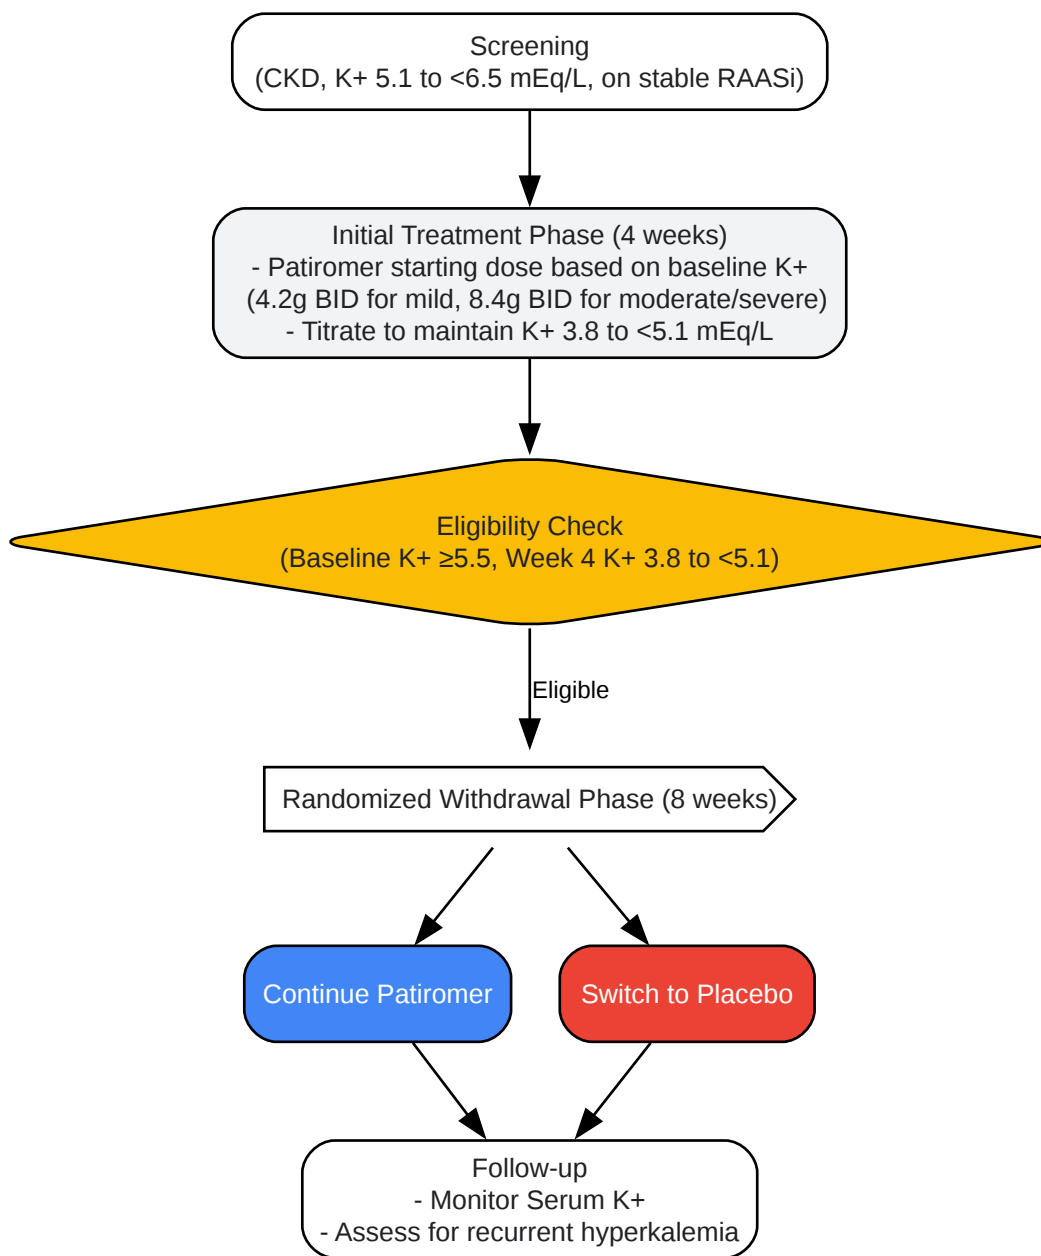 Screening
(CKD, K+ 5.1 to <6.5 mEq/L, on stable RAASi)
Initial Treatment Phase (4 weeks)
- Patiromer starting dose based on baseline K+
(4.2g BID for mild, 8.4g BID for moderate/severe)
- Titrate to maintain K+ 3.8 to <5.1 mEq/L
Eligibility Check
(Baseline K+ ≥5.5, Week 4 K+ 3.8 to <5.1)
Eligible
Randomized Withdrawal Phase (8 weeks)
Continue Patiromer
Switch to Placebo
Follow-up
- Monitor Serum K+
- Assess for recurrent hyperkalemia